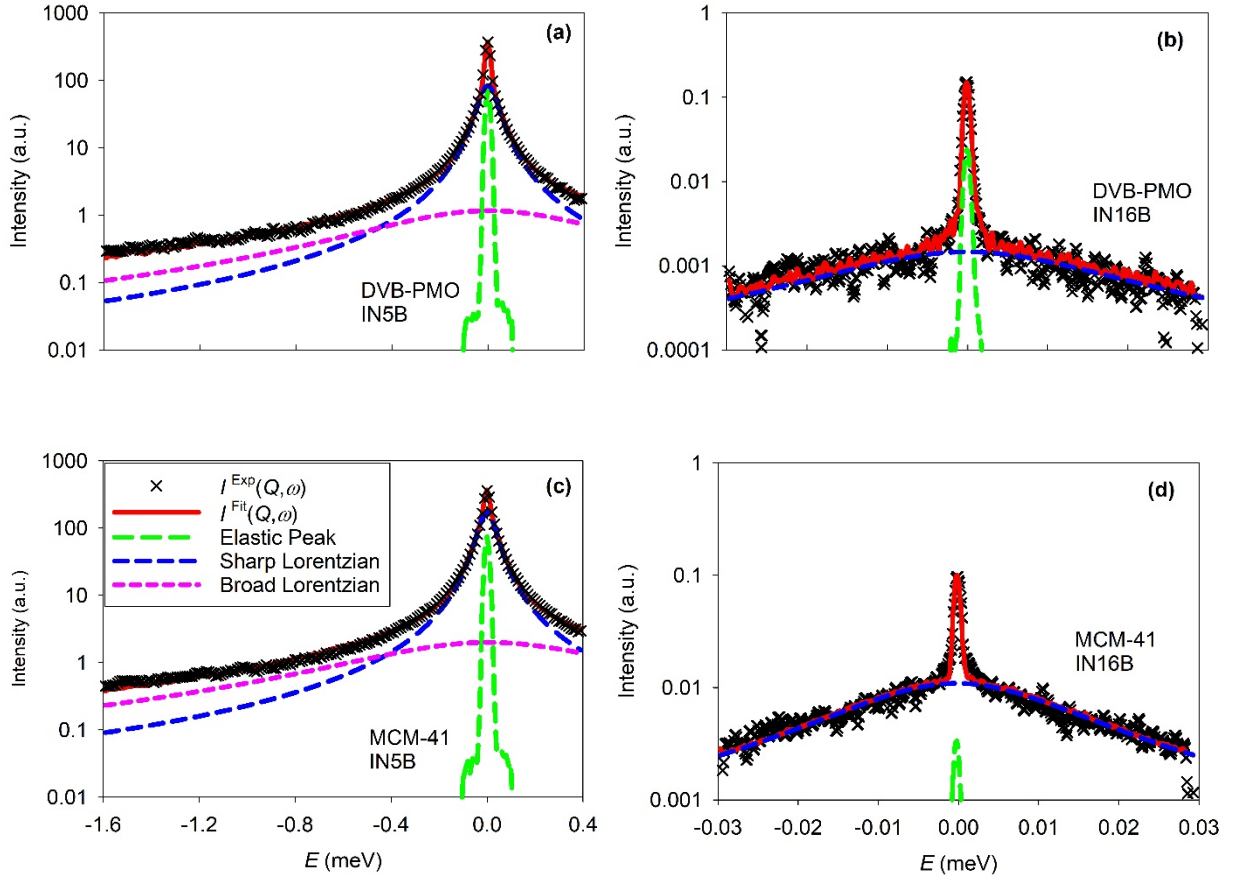 (a)
1000
100
10
1
0.1
0.01
Intensity (a.u.)
DVB-PMO
IN5B
(b)
1
0.1
0.01
0.001
0.0001
Intensity (a.u.)
DVB-PMO
IN16B
(c)
1000
100
10
1
0.1
0.01
Intensity (a.u.)
I Exp(Q,ω)
I Fit(Q,ω)
Elastic Peak
Sharp Lorentzian
Broad Lorentzian
MCM-41
IN5B
-1.6 -1.2 -0.8 -0.4 0.0 0.4
E (meV)
(d)
1
0.1
0.01
0.001
Intensity (a.u.)
MCM-41
IN16B
-0.03 -0.02 -0.01 0.00 0.01 0.02 0.03
E (meV)